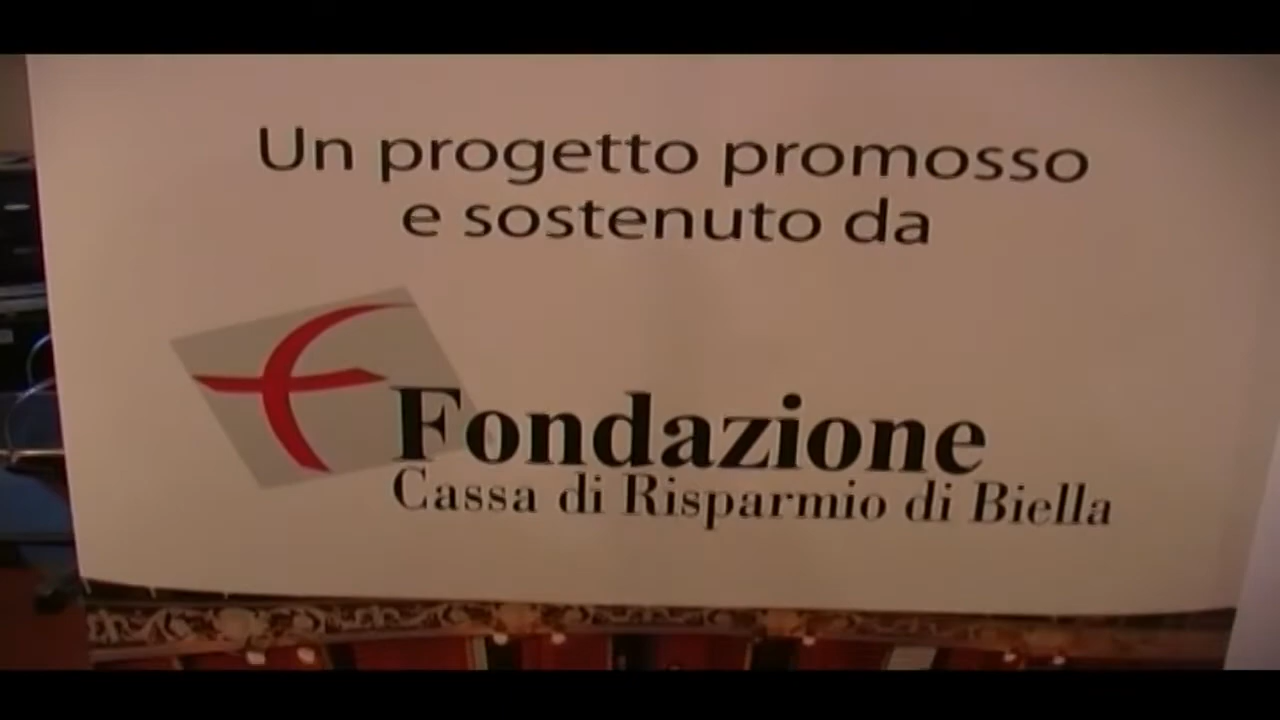 Un progetto promosso
e sostenuto da
Fondazione
Cassa di Risparmio di Biella